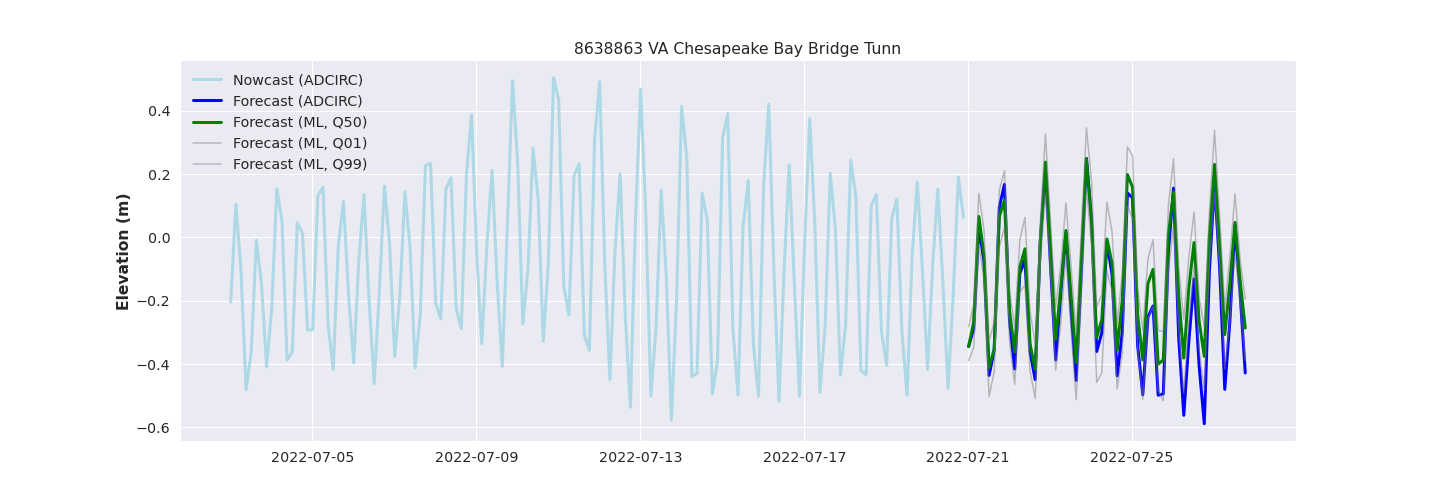 8638863 VA Chesapeake Bay Bridge Tunn
Nowcast (ADCIRC)
Forecast (ADCIRC)
Forecast (ML, Q50)
Forecast (ML, Q01)
Forecast (ML, Q99)
Elevation (m)
0.4
0.2
0.0
−0.2
−0.4
−0.6
2022-07-05
2022-07-09
2022-07-13
2022-07-17
2022-07-21
2022-07-25